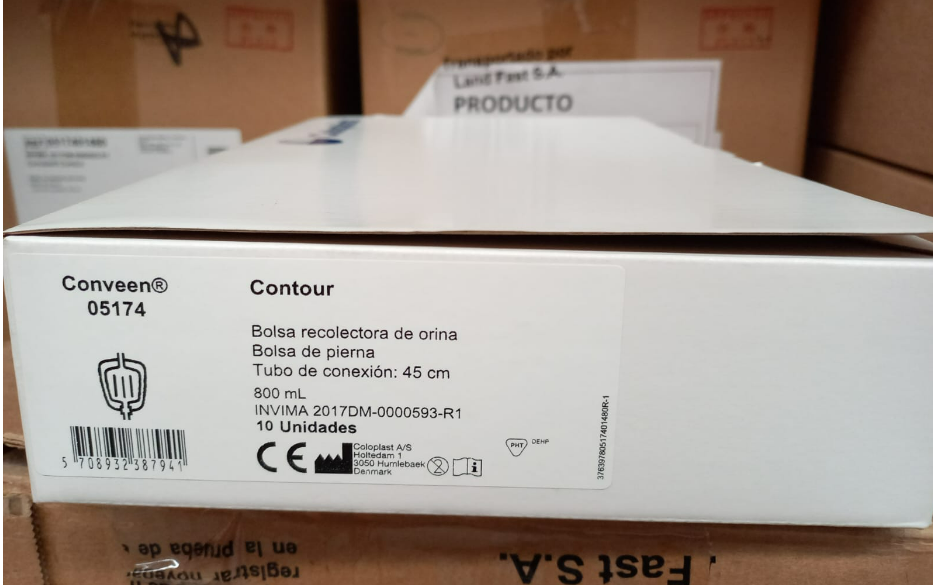 Transportado por
Land Fast S.A.
PRODUCTO
Conveen®
05174
Contour
Bolsa recolectora de orina
Bolsa de pierna
Tubo de conexión: 45 cm
800 mL
INVIMA 2017DM-0000593-R1
10 Unidades
5 708932 387941
CE
Coloplast A/S
Holtedam 1
3050 Humlebaek
Denmark
2
i
PHT
DEHP
en la prueba de
registrar
. Fast S.A.